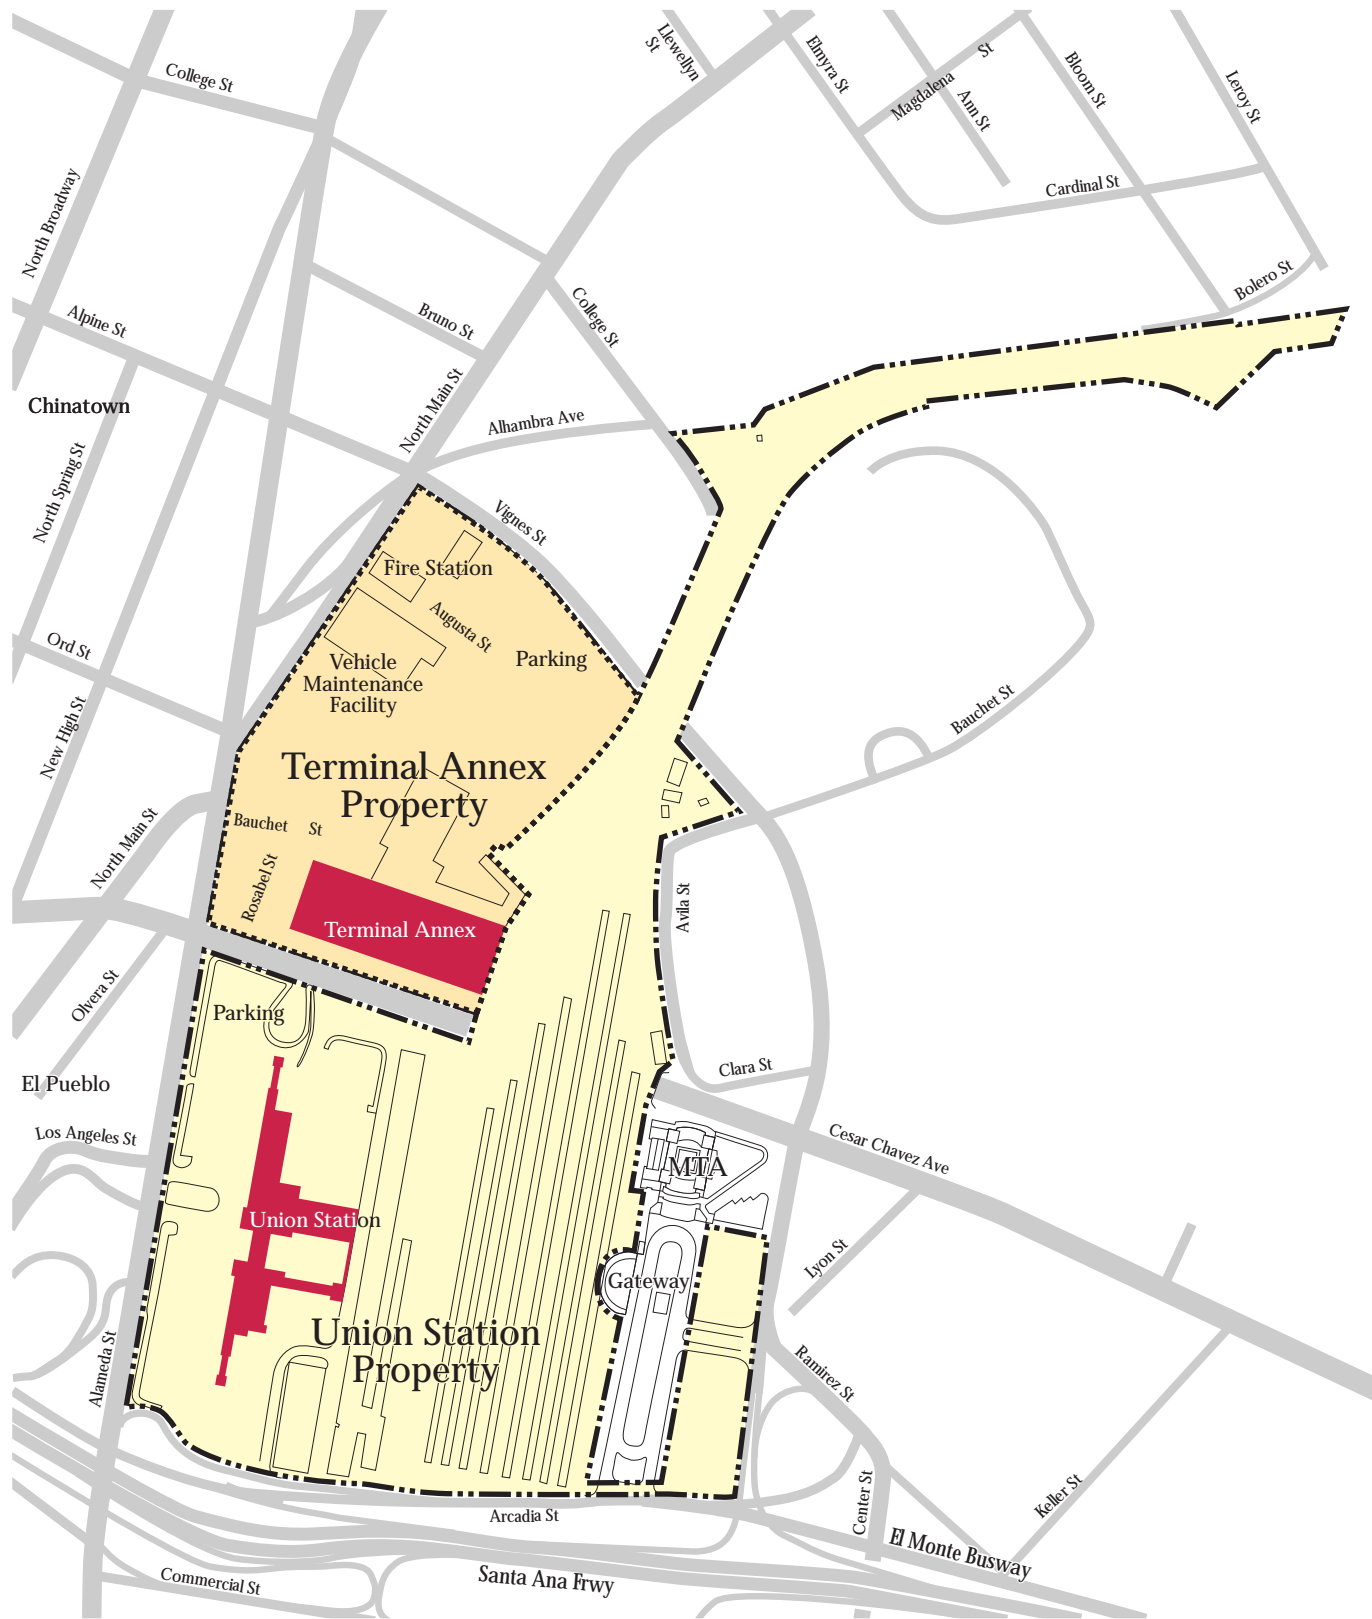 College St
Llewellyn
St
Elmyra St
Magdalena St
Ann St
Bloom St
Leroy St
Cardinal St
North Broadway
Bolero St
Alpine St
Bruno St
College St
Chinatown
North Main St
Alhambra Ave
North Spring St
Vignes St
Fire Station
Augusta St
Ord St
Vehicle
Maintenance
Facility
Parking
New High St
Bauchet St
Terminal Annex
Property
North Main St
Bauchet St
Rosabel St
Avila St
Terminal Annex
Olvera St
Parking
El Pueblo
Clara St
Los Angeles St
Cesar Chavez Ave
MTA
Union Station
Lyon St
Gateway
Union Station
Property
Alameda St
Ramirez St
Center St
Keller St
Arcadia St
El Monte Busway
Santa Ana Frwy
Commercial St